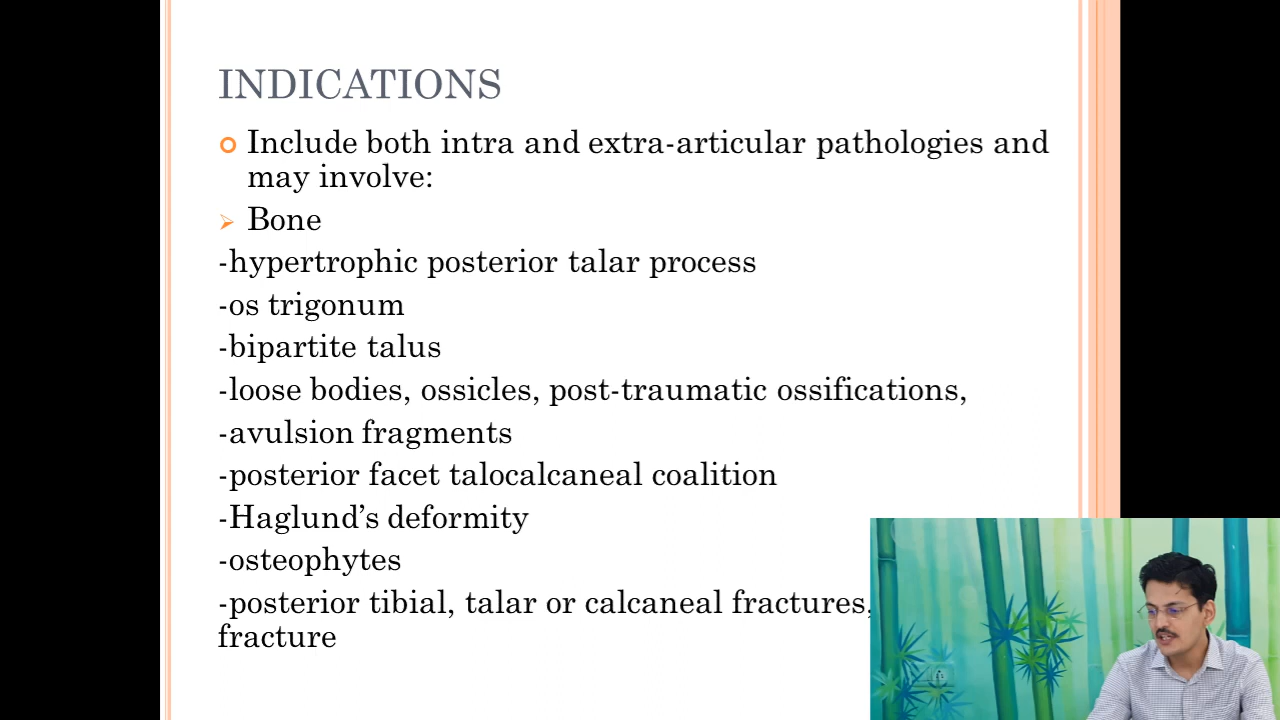 INDICATIONS
Include both intra and extra-articular pathologies and
may involve:
Bone
-hypertrophic posterior talar process
-os trigonum
-bipartite talus
-loose bodies, ossicles, post-traumatic ossifications,
-avulsion fragments
-posterior facet talocalcaneal coalition
-Haglund’s deformity
-osteophytes
-posterior tibial, talar or calcaneal fractures,
fracture